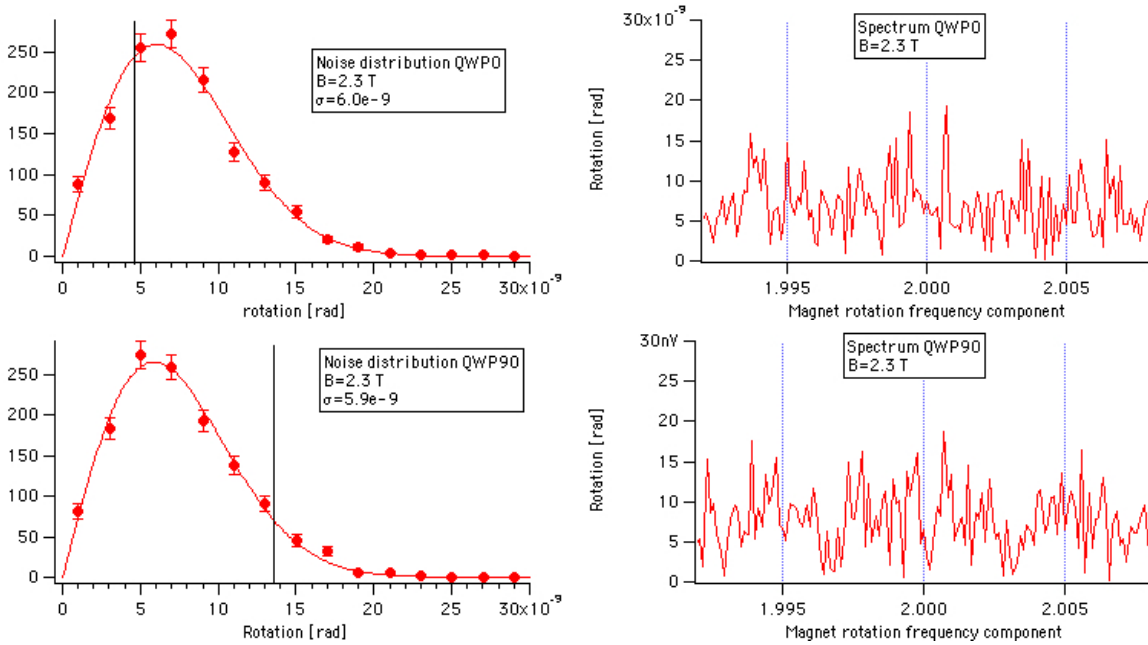 250
200
150
100
50
0
Noise distribution QWP0
B=2.3 T
σ=6.0e-9
0 5 10 15 20 25 30x10⁻⁹
rotation [rad]
30x10⁻⁹
25
20
15
10
5
0
Rotation [rad]
Spectrum QWP0
B=2.3 T
1.995 2.000 2.005
Magnet rotation frequency component
250
200
150
100
50
0
Noise distribution QWP90
B=2.3 T
σ=5.9e-9
0 5 10 15 20 25 30x10⁻⁹
Rotation [rad]
30nV
25
20
15
10
5
0
Rotation [rad]
Spectrum QWP90
B=2.3 T
1.995 2.000 2.005
Magnet rotation frequency component